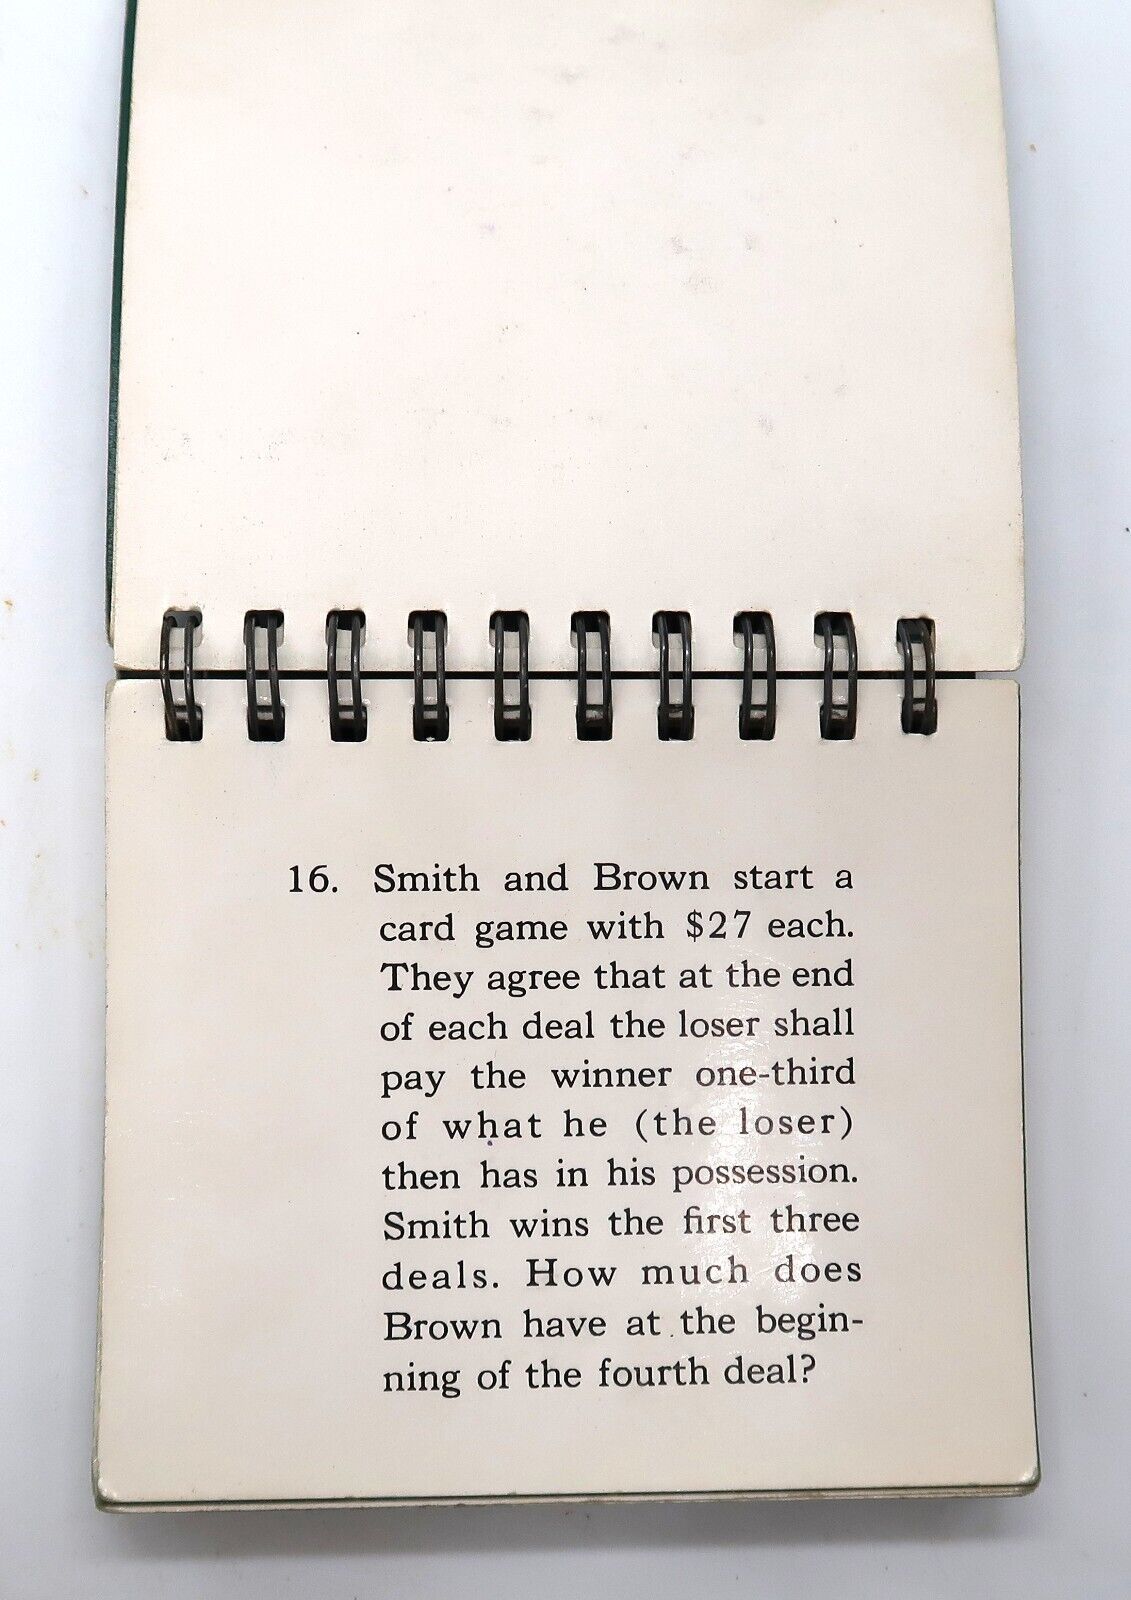 16. Smith and Brown start a
card game with $27 each.
They agree that at the end
of each deal the loser shall
pay the winner one-third
of what he (the loser)
then has in his possession.
Smith wins the first three
deals. How much does
Brown have at the begin-
ning of the fourth deal?